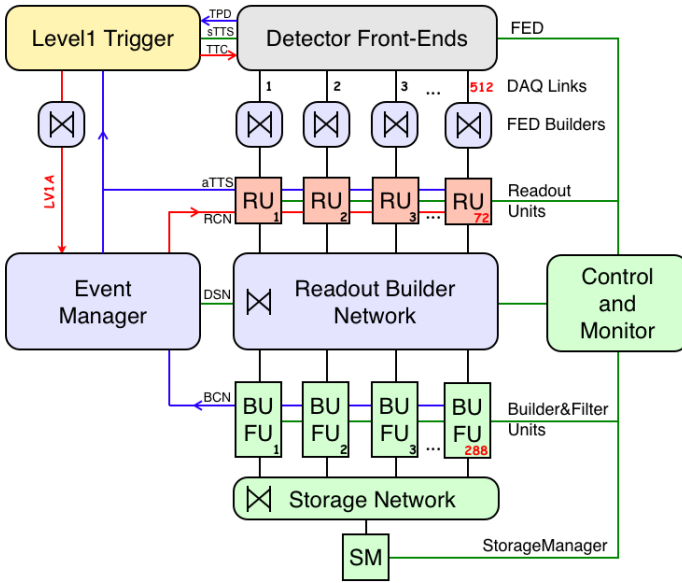 Level1 Trigger
TPD
sTTS
TTC
Detector Front-Ends
FED
1
2
3
...
512
DAQ Links
FED Builders
LV1A
aTTS
RCN
RU
1
RU
2
RU
3
...
RU
72
Readout
Units
Event
Manager
DSN
Readout Builder
Network
Control
and
Monitor
BCN
BU
FU
1
BU
FU
2
BU
FU
3
...
BU
FU
288
Builder&Filter
Units
Storage Network
SM
StorageManager